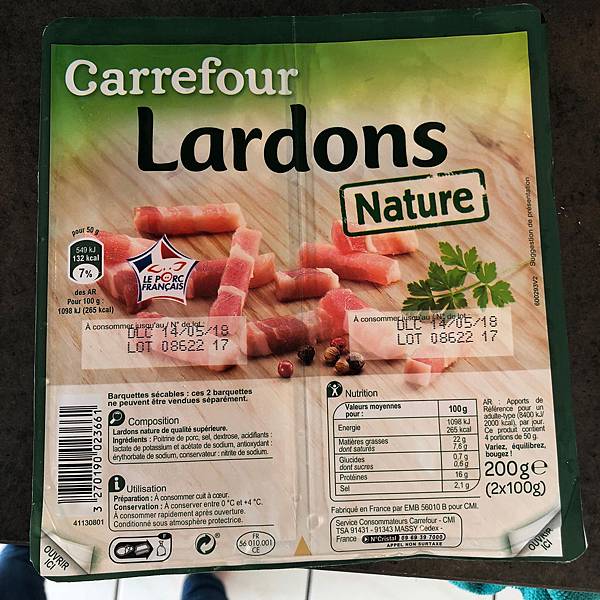 Carrefour
Lardons
Nature
Suggestion de présentation
600293V2
pour 50 g
549 kJ
132 kcal
7%
des AR
Pour 100 g :
1098 kJ (265 kcal)
LE PORC
FRANÇAIS
À consommer jusqu'au / N° de lot :
DLC 14/05/18
LOT 08622 17
À consommer jusqu'au / N° de lot :
DLC 14/05/18
LOT 08622 17
Barquettes sécables : ces 2 barquettes
ne peuvent être vendues séparément.
Composition
Lardons nature de qualité supérieure.
Ingrédients : Poitrine de porc, sel, dextrose, acidifiants :
lactate de potassium et acétate de sodium, antioxydant :
érythorbate de sodium, conservateur : nitrite de sodium.
3 270190 023661
41130801
Utilisation
Préparation : À consommer cuit à cœur.
Conservation : À conserver entre 0 °C et +4 °C.
À consommer rapidement après ouverture.
Conditionné sous atmosphère protectrice.
FR
56 010.001
CE
Nutrition
Valeurs moyennes pour : 100 g
Energie 1098 kJ
265 kcal
Matières grasses 22 g
dont saturés 7,6 g
Glucides 0,7 g
dont sucres 0,6 g
Protéines 16 g
Sel 2,1 g
AR : Apports de
Référence pour un
adulte-type (8400 kJ/
2000 kcal), par jour.
Ce produit contient
4 portions de 50 g.
Variez, équilibrez,
bougez !
200g e
(2x100g)
Fabriqué en France par EMB 56010 B pour CMI.
Service Consommateurs Carrefour - CMI
TSA 91431 - 91343 MASSY Cedex -
France N°Cristal 09 69 39 7000
APPEL NON SURTAXÉ
OUVRIR
ICI
OUVRIR
ICI